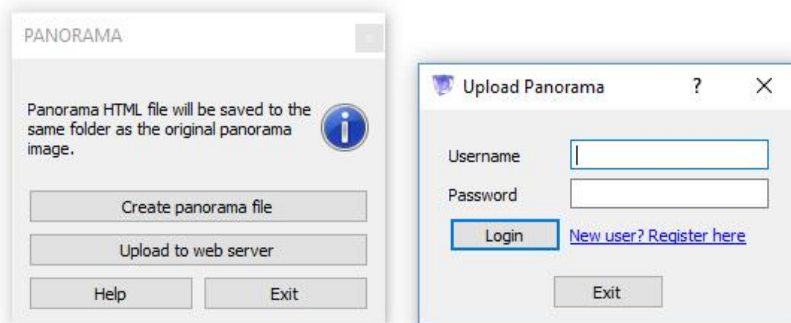 PANORAMA
Panorama HTML file will be saved to the
same folder as the original panorama
image.
Create panorama file
Upload to web server
Help Exit
Upload Panorama ?
Username
Password
Login New user? Register here
Exit